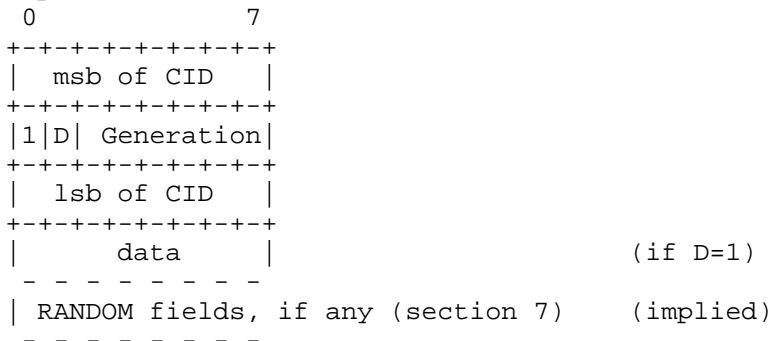 0 7
+-+-+-+-+-+-+-+-+
| msb of CID |
+-+-+-+-+-+-+-+-+
|1|D| Generation|
+-+-+-+-+-+-+-+-+
| lsb of CID |
+-+-+-+-+-+-+-+-+
| data | (if D=1)
- - - - - - - -
| RANDOM fields, if any (section 7) (implied)
- - - - - - - -